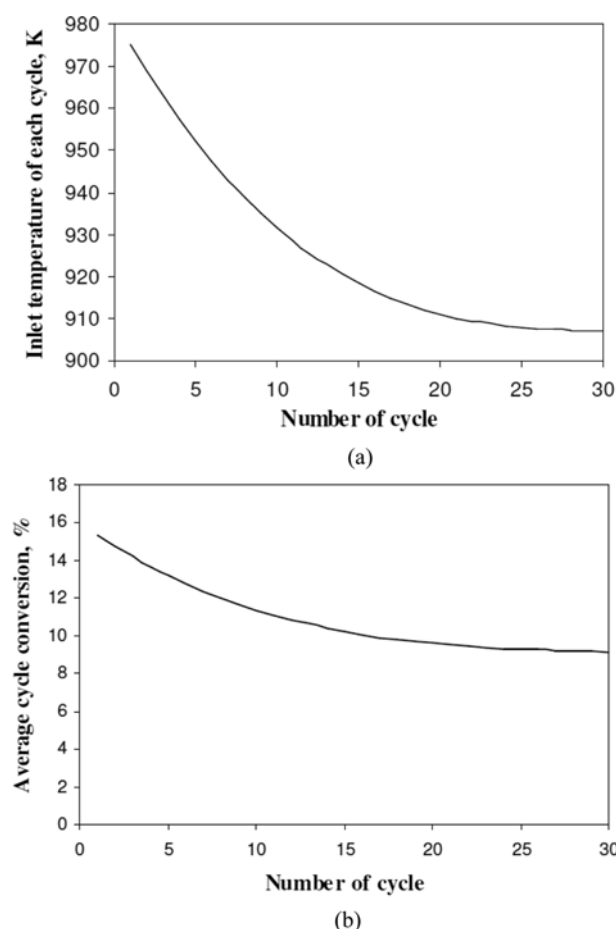 Inlet temperature of each cycle, K
980
970
960
950
940
930
920
910
900
0 5 10 15 20 25 30
Number of cycle
(a)
Average cycle conversion, %
18
16
14
12
10
8
6
4
2
0
0 5 10 15 20 25 30
Number of cycle
(b)